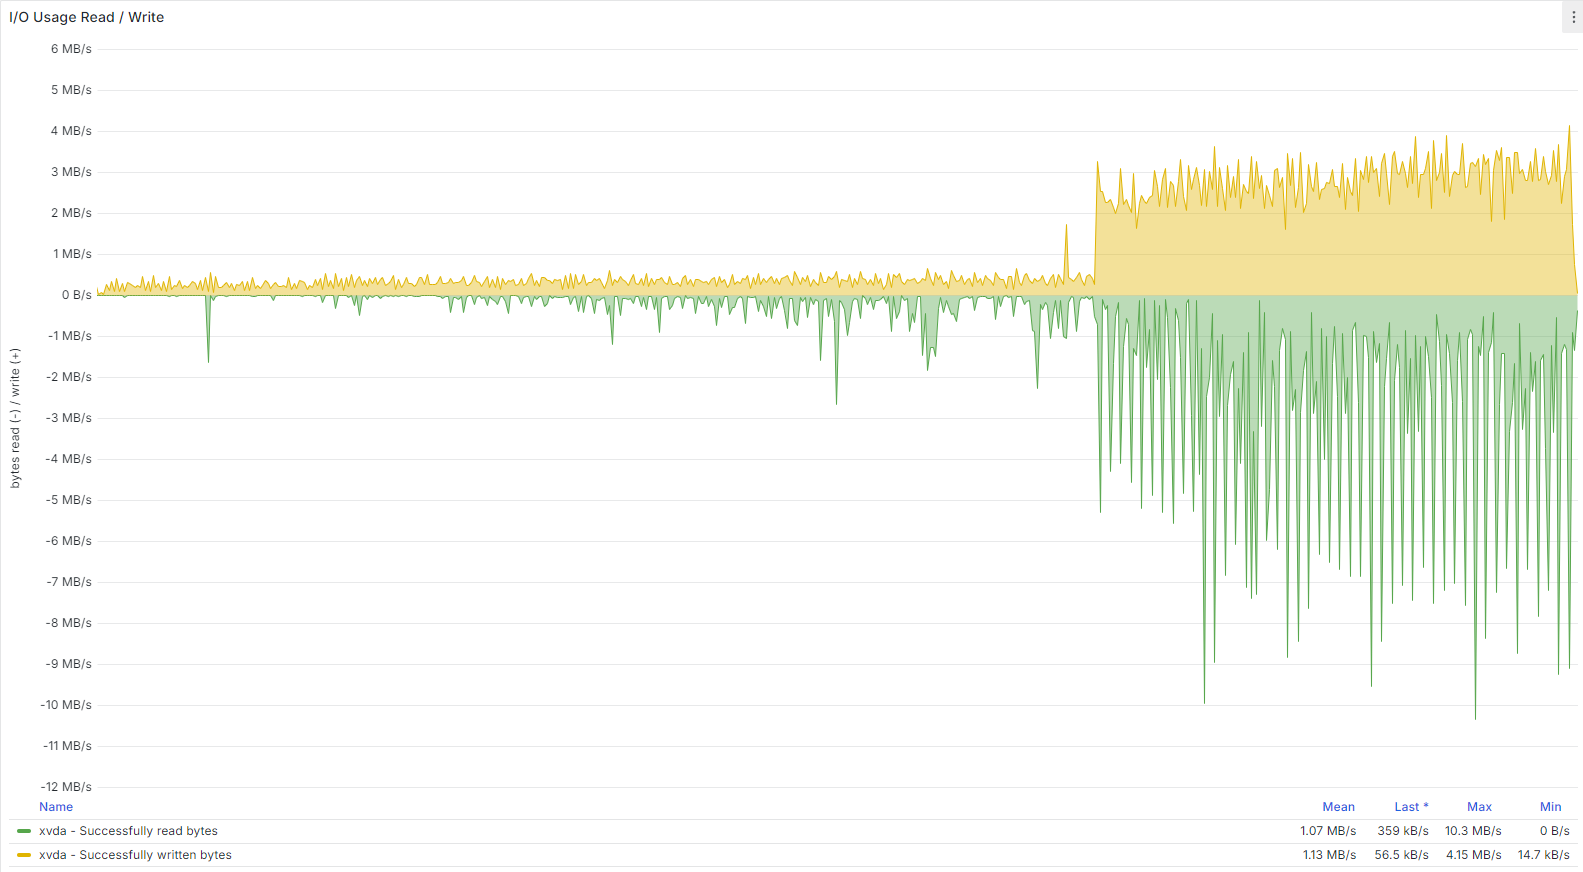 I/O Usage Read / Write
6 MB/s
5 MB/s
4 MB/s
3 MB/s
2 MB/s
1 MB/s
0 B/s
-1 MB/s
-2 MB/s
-3 MB/s
-4 MB/s
-5 MB/s
-6 MB/s
-7 MB/s
-8 MB/s
-9 MB/s
-10 MB/s
-11 MB/s
-12 MB/s
bytes read (-) / write (+)
Name Mean Last * Max Min
xvda - Successfully read bytes 1.07 MB/s 359 kB/s 10.3 MB/s 0 B/s
xvda - Successfully written bytes 1.13 MB/s 56.5 kB/s 4.15 MB/s 14.7 kB/s